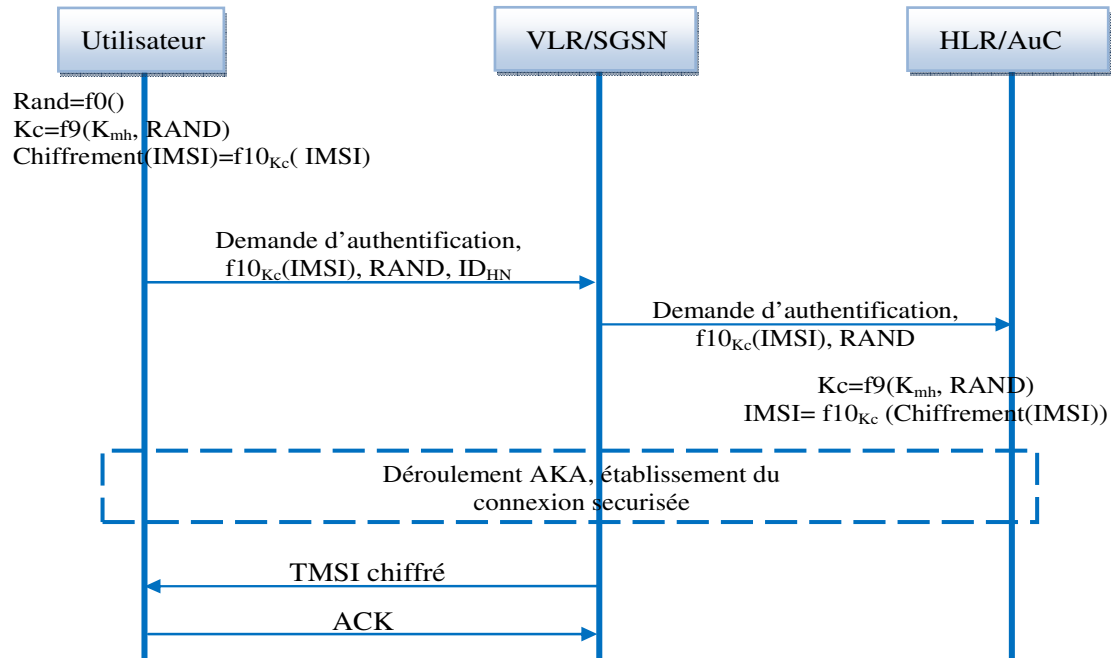 Utilisateur
VLR/SGSN
HLR/AuC
Rand=f0()
Kc=f9(Kmh, RAND)
Chiffrement(IMSI)=f10Kc( IMSI)
Demande d’authentification,
f10Kc(IMSI), RAND, IDHN
Demande d’authentification,
f10Kc(IMSI), RAND
Kc=f9(Kmh, RAND)
IMSI= f10Kc (Chiffrement(IMSI))
Déroulement AKA, établissement du
connexion securisée
TMSI chiffré
ACK